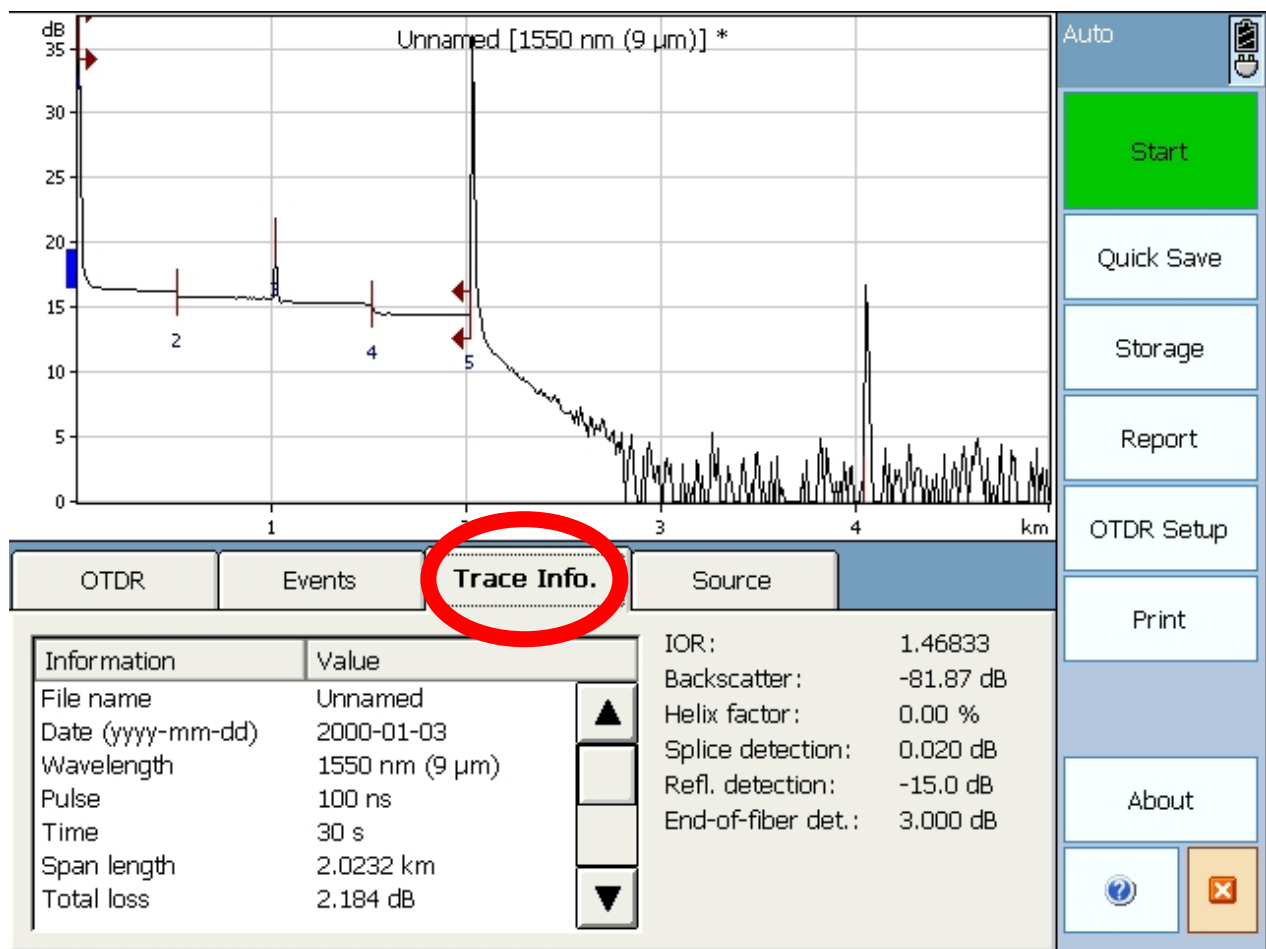 dB
35
30
25
20
15
10
5
0
Unnamed [1550 nm (9 µm)] *
2
3
4
5
1
3
4
km
Auto
Start
Quick Save
Storage
Report
OTDR Setup
Print
About
OTDR
Events
Trace Info.
Source
Information Value
File name Unnamed
Date (yyyy-mm-dd) 2000-01-03
Wavelength 1550 nm (9 µm)
Pulse 100 ns
Time 30 s
Span length 2.0232 km
Total loss 2.184 dB
IOR: 1.46833
Backscatter: -81.87 dB
Helix factor: 0.00 %
Splice detection: 0.020 dB
Refl. detection: -15.0 dB
End-of-fiber det.: 3.000 dB
?